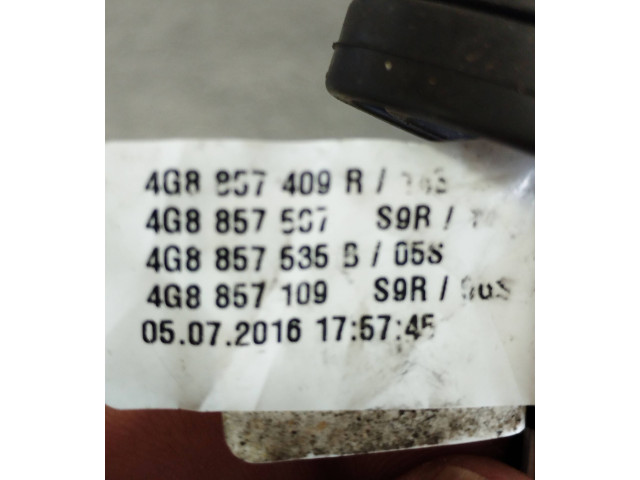 4G8 857 409 R /
4G8 857 507 S9R /
4G8 857 535 B / 05S
4G8 857 109 S9R /
05.07.2016 17:57:45